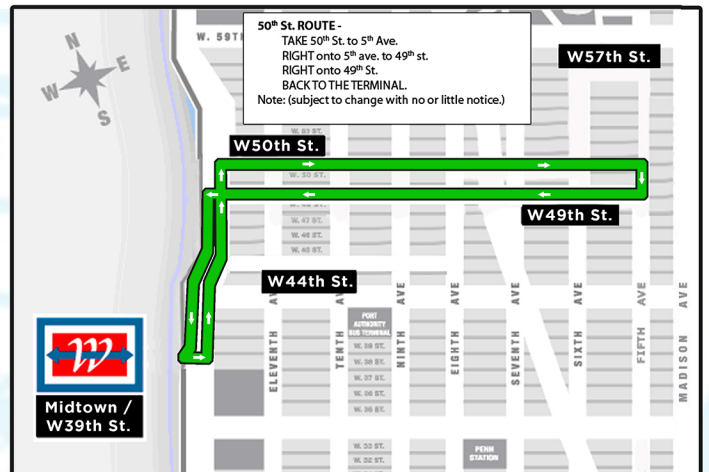 50th St. ROUTE -
TAKE 50th St. to 5th Ave.
RIGHT onto 5th ave. to 49th st.
RIGHT onto 49th St.
BACK TO THE TERMINAL.
Note: (subject to change with no or little notice.)
N
E
W
S
W. 59TH
W57th St.
W50th St.
W. 50 ST.
W49th St.
W. 47 ST.
W. 46 ST.
W. 45 ST.
W44th St.
ELEVENTH AVE
TENTH AVE
NINTH AVE
EIGHTH AVE
SEVENTH AVE
SIXTH AVE
FIFTH AVE
MADISON AVE
PORT
AUTHORITY
BUS TERMINAL
W. 39 ST.
W. 38 ST.
W. 37 ST.
W. 36 ST.
W. 35 ST.
W. 33 ST.
W. 32 ST.
PENN
STATION
W
Midtown /
W39th St.